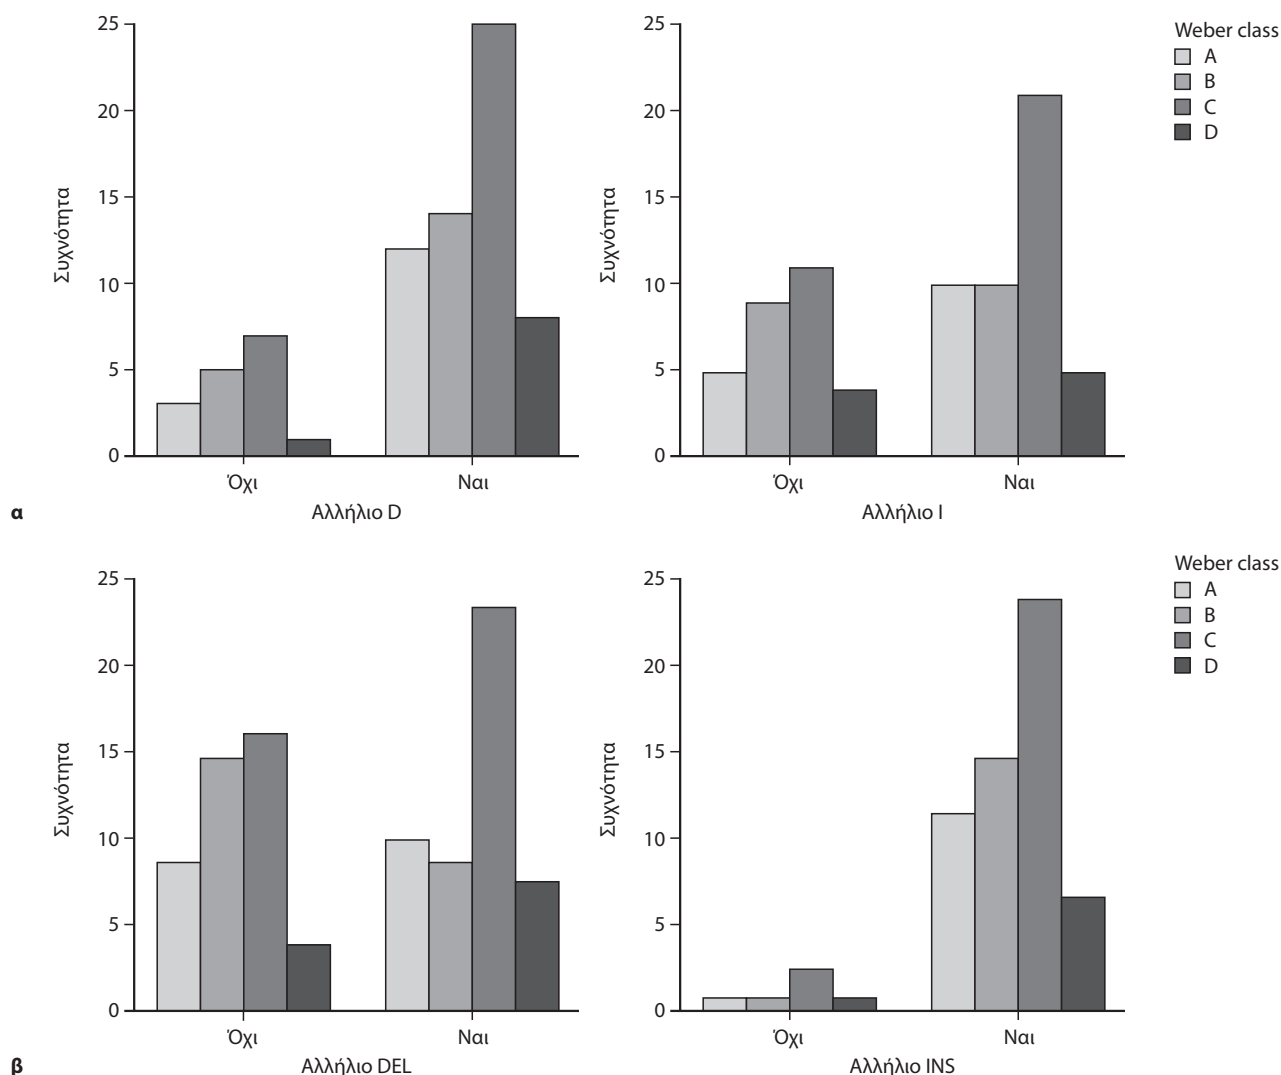 25
20
15
10
5
0
Συχνότητα
Όχι
Ναι
Αλλήλιο D
25
20
15
10
5
0
Συχνότητα
Όχι
Ναι
Αλλήλιο I
Weber class
A
B
C
D
α
25
20
15
10
5
0
Συχνότητα
Όχι
Ναι
Αλλήλιο DEL
25
20
15
10
5
0
Συχνότητα
Όχι
Ναι
Αλλήλιο INS
Weber class
A
B
C
D
β